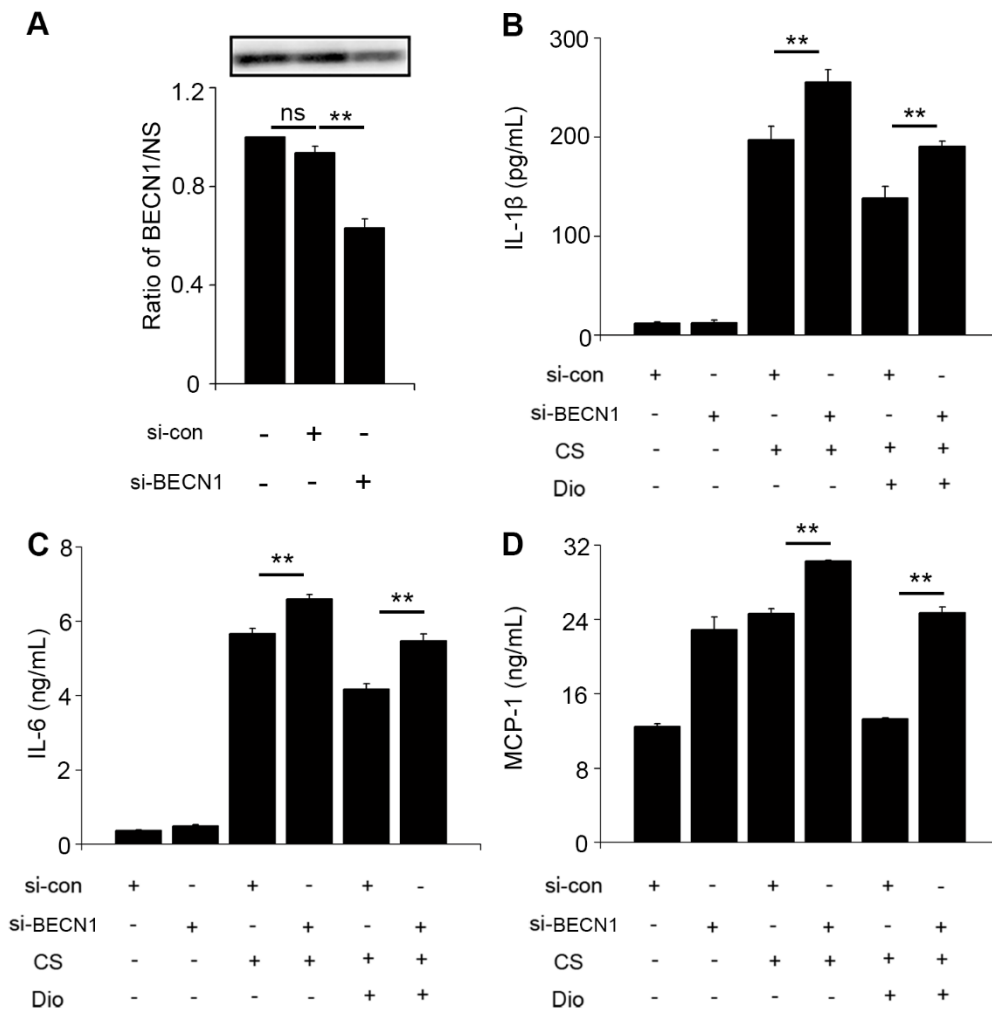 A
1.2
ns
**
0.8
0.4
0
Ratio of BECN1/NS
si-con - + -
si-BECN1 - - +
B
300
200
100
0
IL-1β (pg/mL)
**
**
si-con + - + - + -
si-BECN1 - + - + - +
CS - - + + + +
Dio - - - - + +
C
8
6
4
2
0
IL-6 (ng/mL)
**
**
si-con + - + - + -
si-BECN1 - + - + - +
CS - - + + + +
Dio - - - - + +
D
32
24
16
8
0
MCP-1 (ng/mL)
**
**
si-con + - + - + -
si-BECN1 - + - + - +
CS - - + + + +
Dio - - - - + +